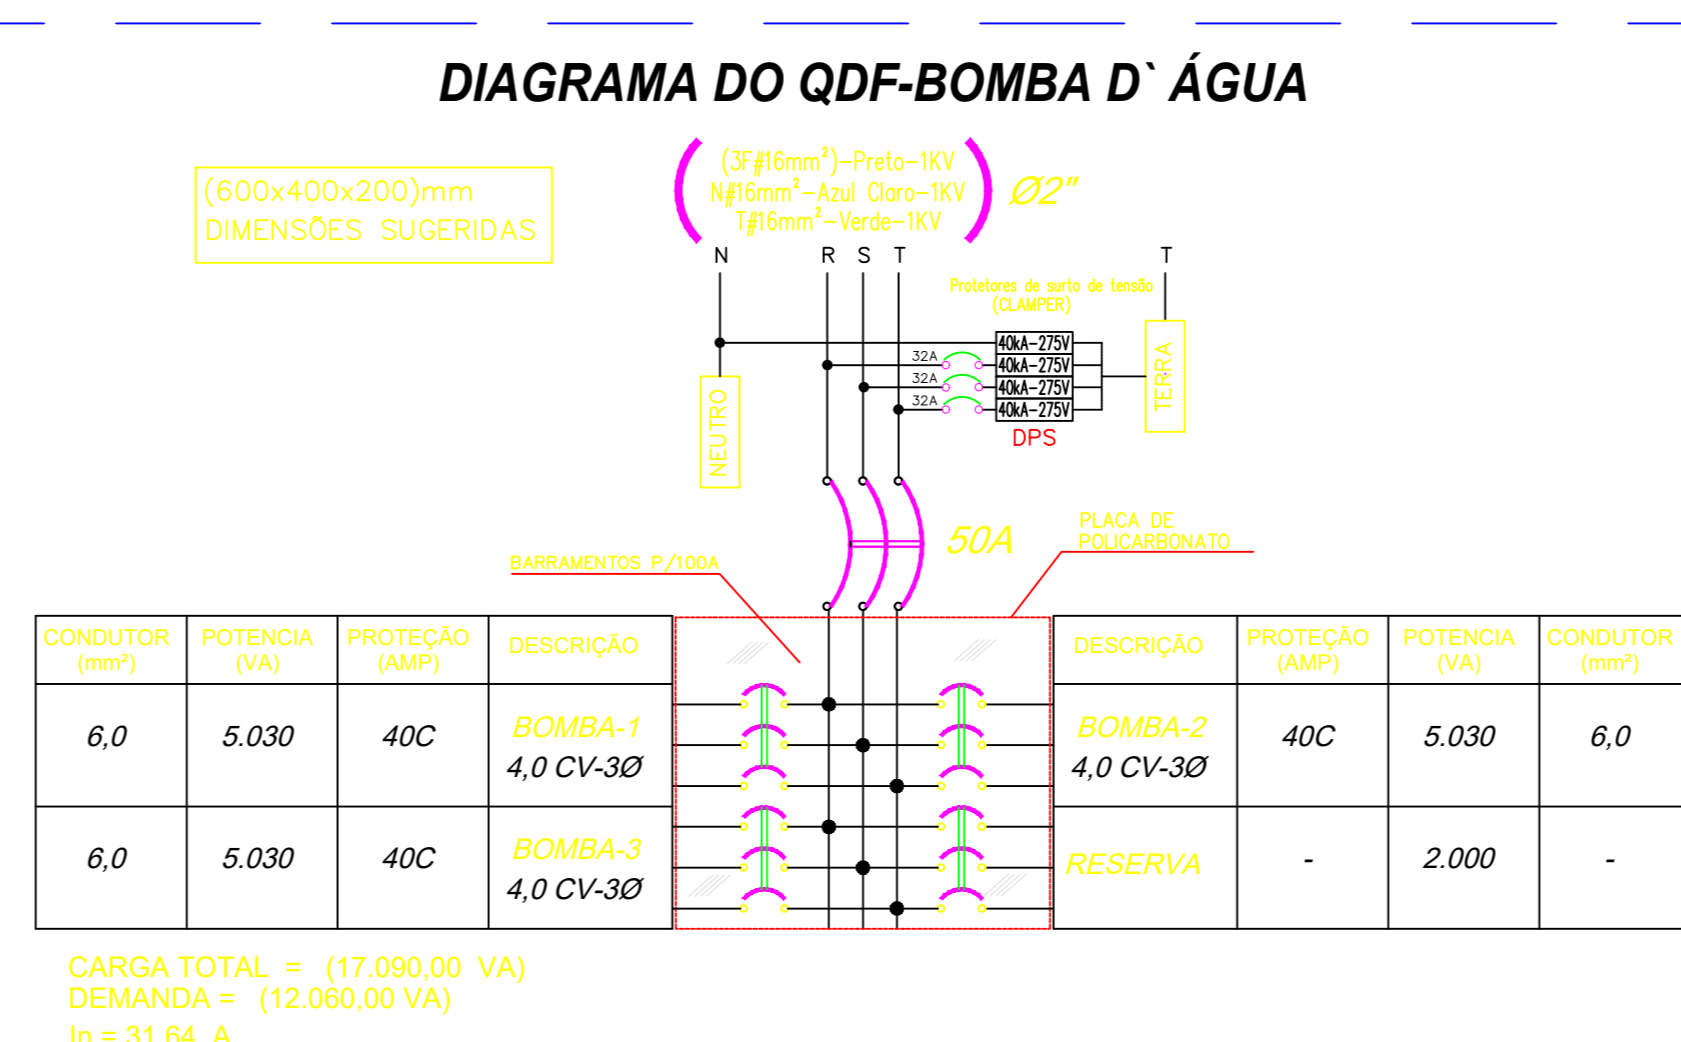 DIAGRAMA DO QDF-BOMBA D` ÁGUA
(600x400x200)mm
DIMENSÕES SUGERIDAS
(3F#16mm²)-Preto-1KV
N#16mm²-Azul Claro-1KV
T#16mm²-Verde-1KV
Ø2"
N
R
S
T
T
Protetores de surto de tensão
(CLAMPER)
40kA-275V
32A
40kA-275V
32A
40kA-275V
32A
40kA-275V
DPS
NEUTRO
TERRA
50A
BARRAMENTOS P/100A
PLACA DE
POLICARBONATO
CONDUTOR
(mm²)
POTENCIA
(VA)
PROTEÇÃO
(AMP)
DESCRIÇÃO
DESCRIÇÃO
PROTEÇÃO
(AMP)
POTENCIA
(VA)
CONDUTOR
(mm²)
6,0
5.030
40C
BOMBA-1
4,0 CV-3Ø
BOMBA-2
4,0 CV-3Ø
40C
5.030
6,0
6,0
5.030
40C
BOMBA-3
4,0 CV-3Ø
RESERVA
-
2.000
-
CARGA TOTAL = (17.090,00 VA)
DEMANDA = (12.060,00 VA)
In = 31,64 A